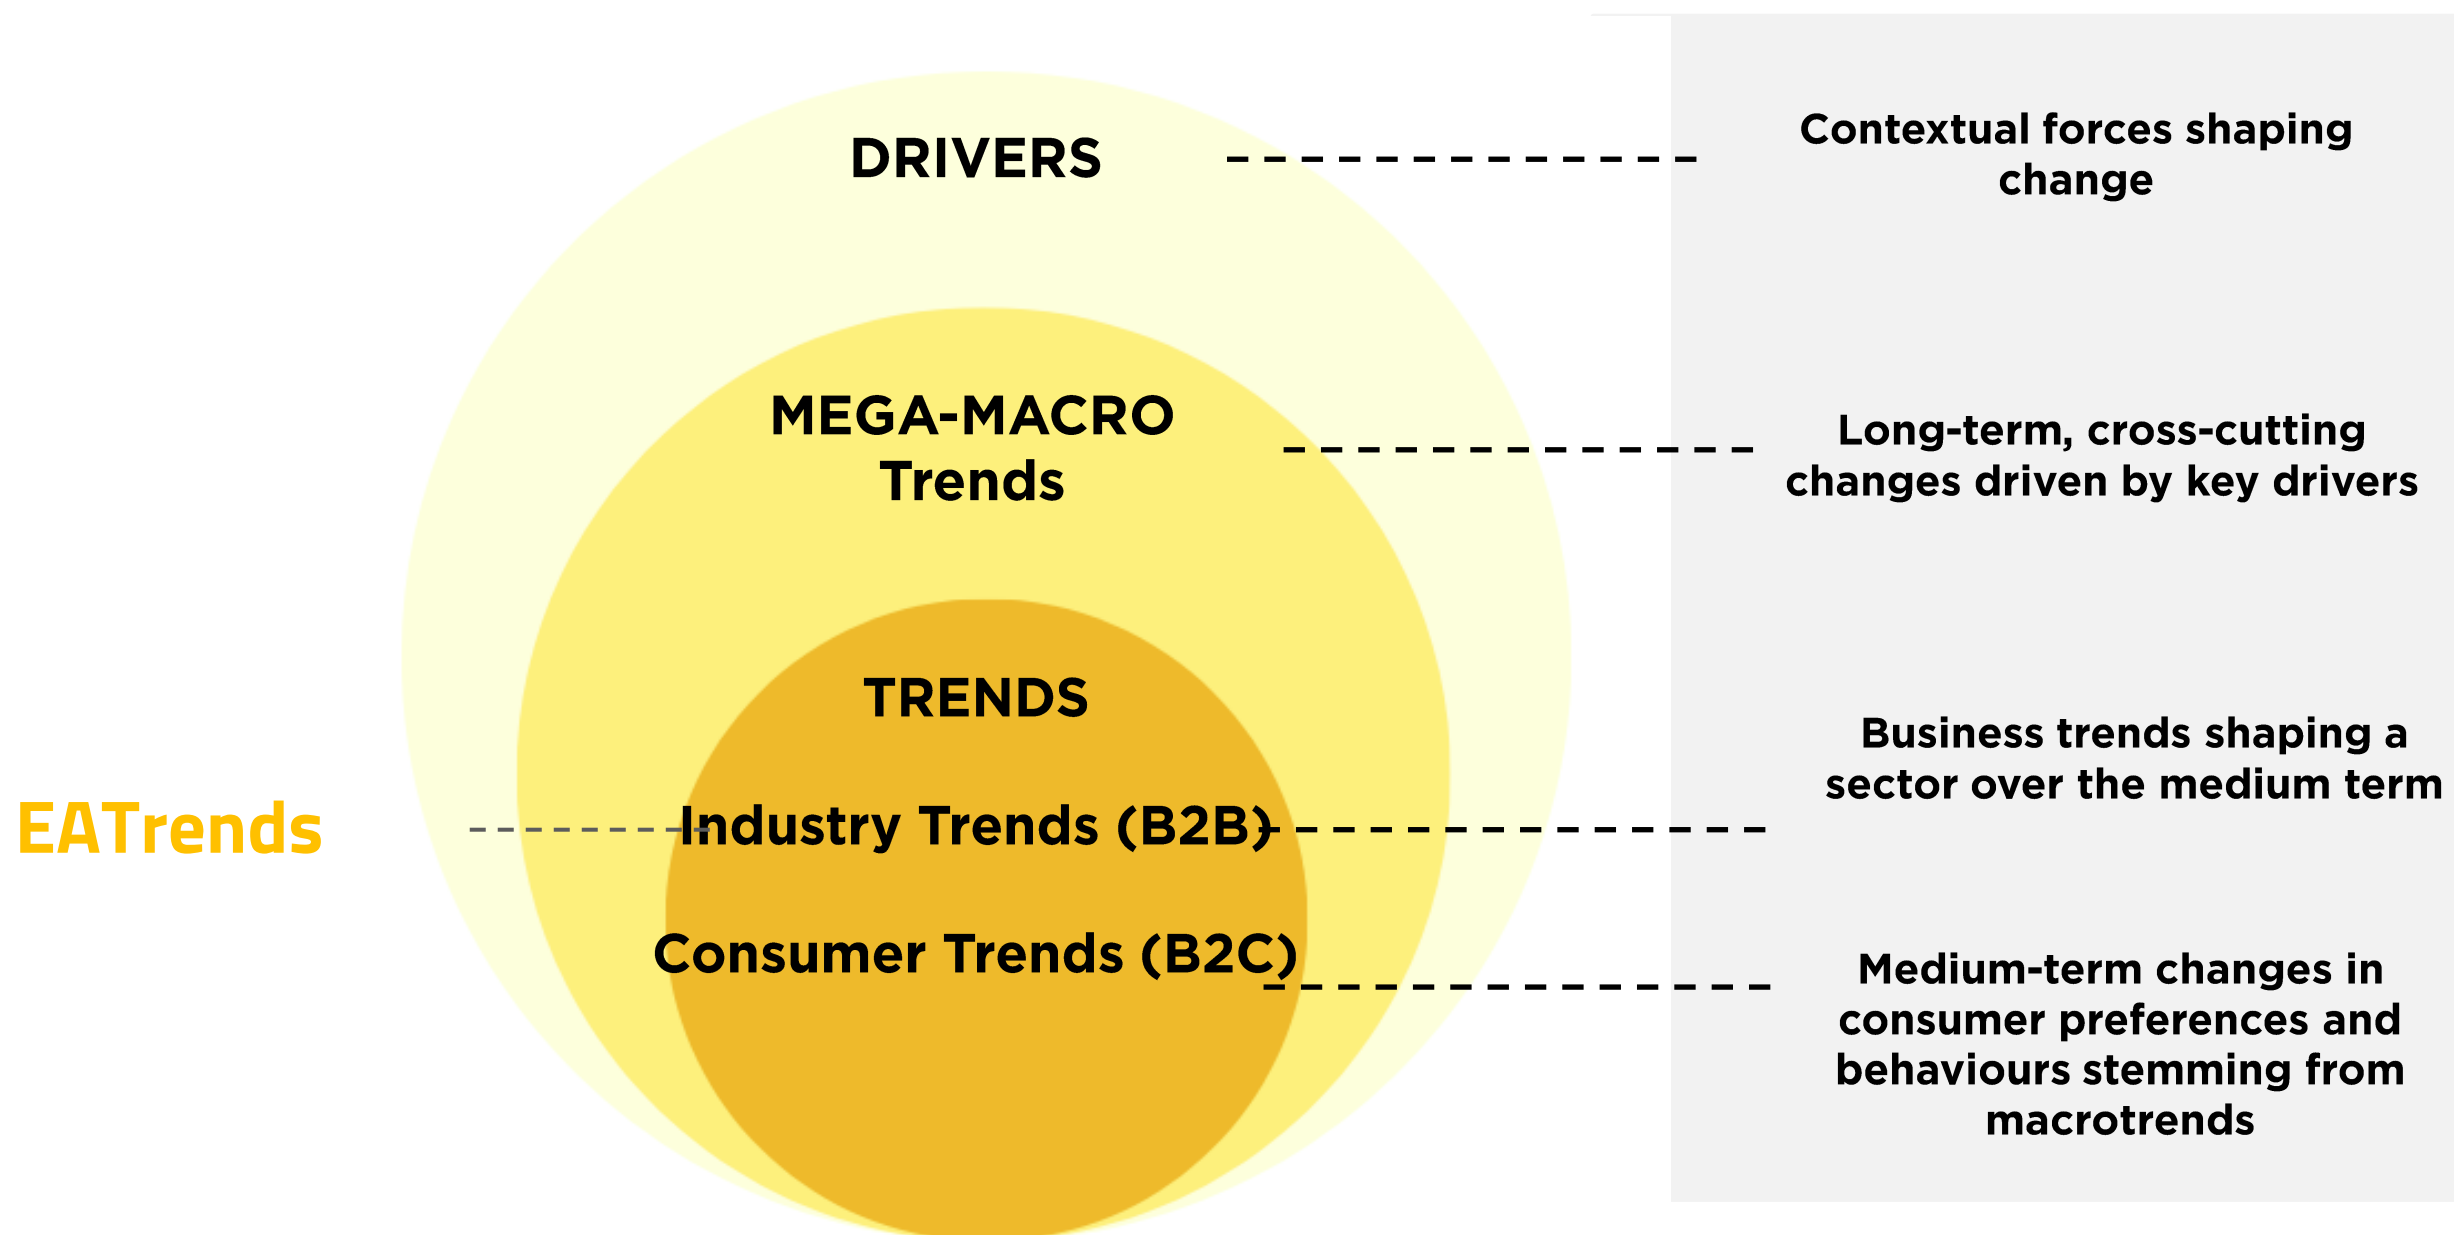 DRIVERS
Contextual forces shaping
change
MEGA-MACRO
Trends
Long-term, cross-cutting
changes driven by key drivers
TRENDS
Business trends shaping a
sector over the medium term
EATrends
Industry Trends (B2B)
Consumer Trends (B2C)
Medium-term changes in
consumer preferences and
behaviours stemming from
macrotrends